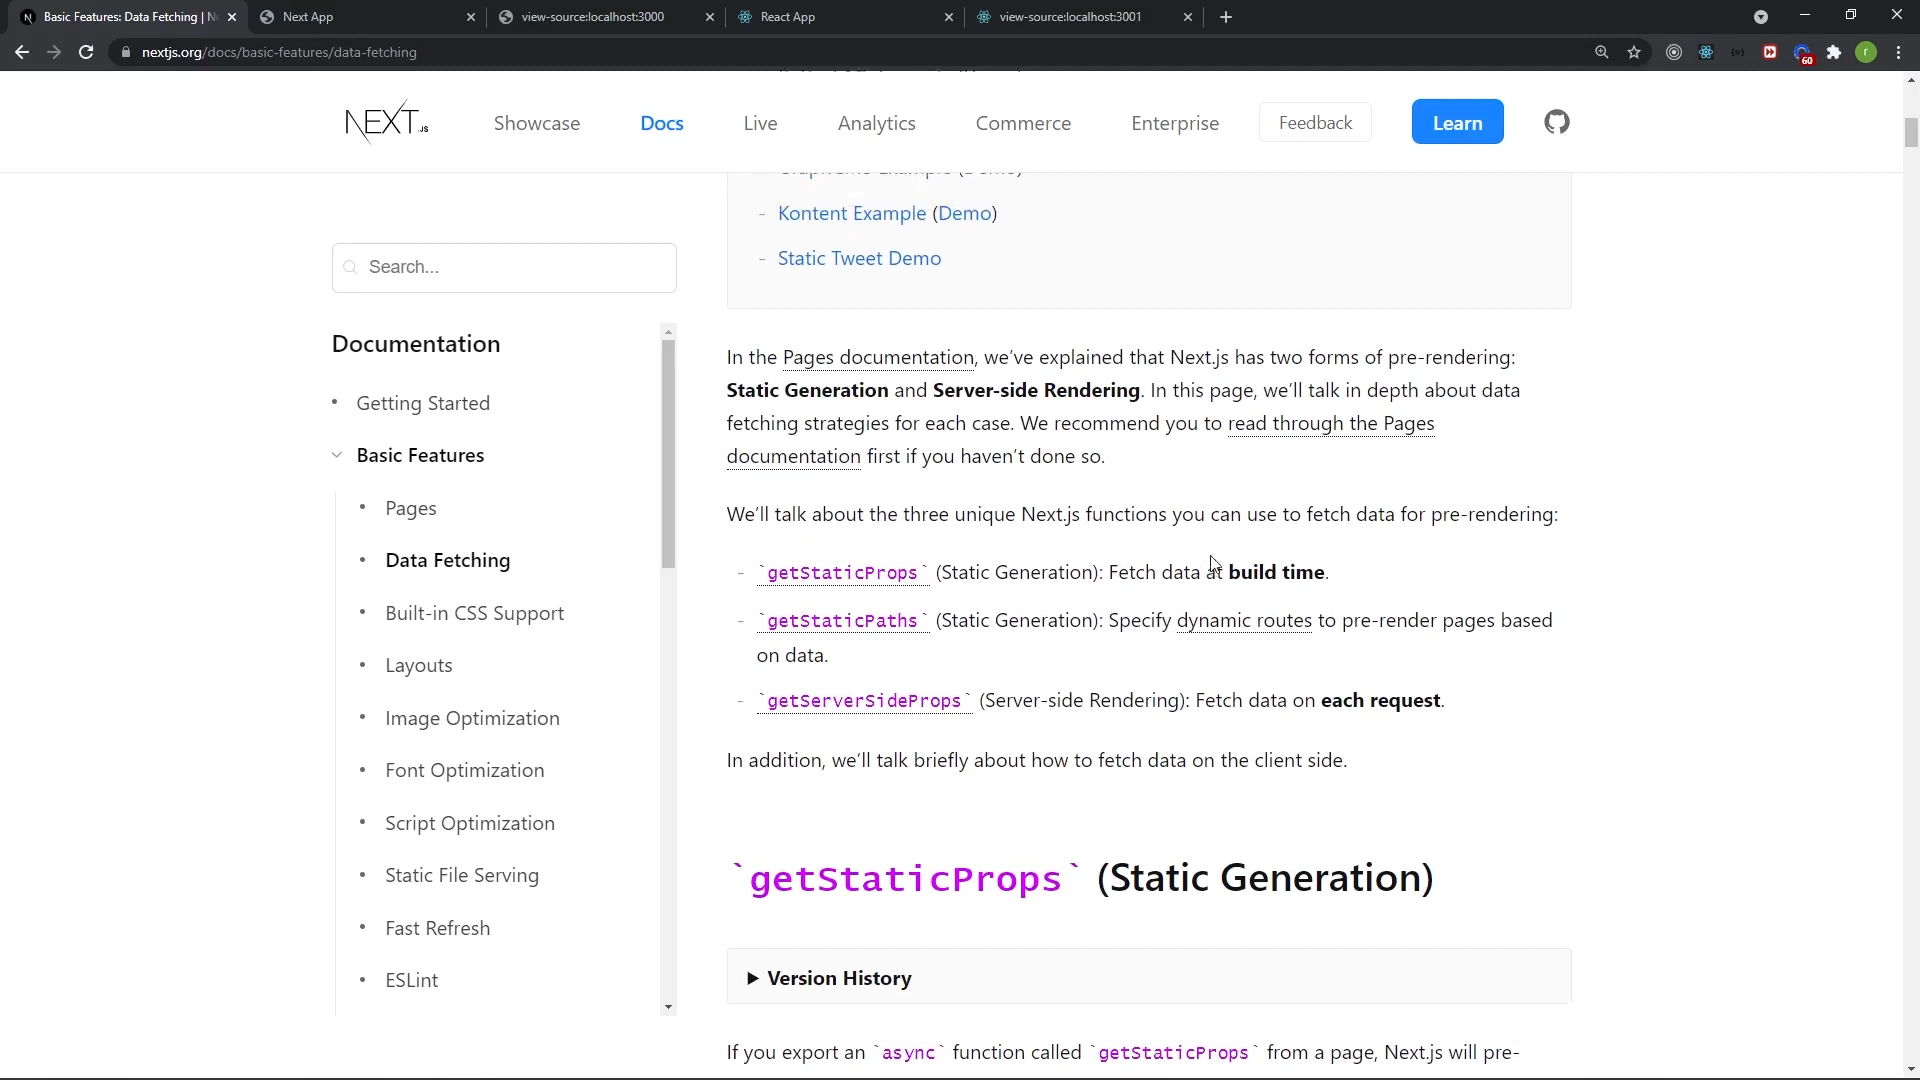 Basic Features: Data Fetching | N
Next App
view-source:localhost:3000
React App
view-source:localhost:3001
nextjs.org/docs/basic-features/data-fetching
60
r
NEXT.JS
Showcase
Docs
Live
Analytics
Commerce
Enterprise
Feedback
Learn
- Kontent Example (Demo)
- Static Tweet Demo
Search...
Documentation
Getting Started
Basic Features
Pages
Data Fetching
Built-in CSS Support
Layouts
Image Optimization
Font Optimization
Script Optimization
Static File Serving
Fast Refresh
ESLint
In the Pages documentation, we've explained that Next.js has two forms of pre-rendering:
Static Generation and Server-side Rendering. In this page, we'll talk in depth about data
fetching strategies for each case. We recommend you to read through the Pages
documentation first if you haven't done so.
We'll talk about the three unique Next.js functions you can use to fetch data for pre-rendering:
- `getStaticProps` (Static Generation): Fetch data at build time.
- `getStaticPaths` (Static Generation): Specify dynamic routes to pre-render pages based
on data.
- `getServerSideProps` (Server-side Rendering): Fetch data on each request.
In addition, we'll talk briefly about how to fetch data on the client side.
`getStaticProps` (Static Generation)
Version History
If you export an `async` function called `getStaticProps` from a page, Next.js will pre-